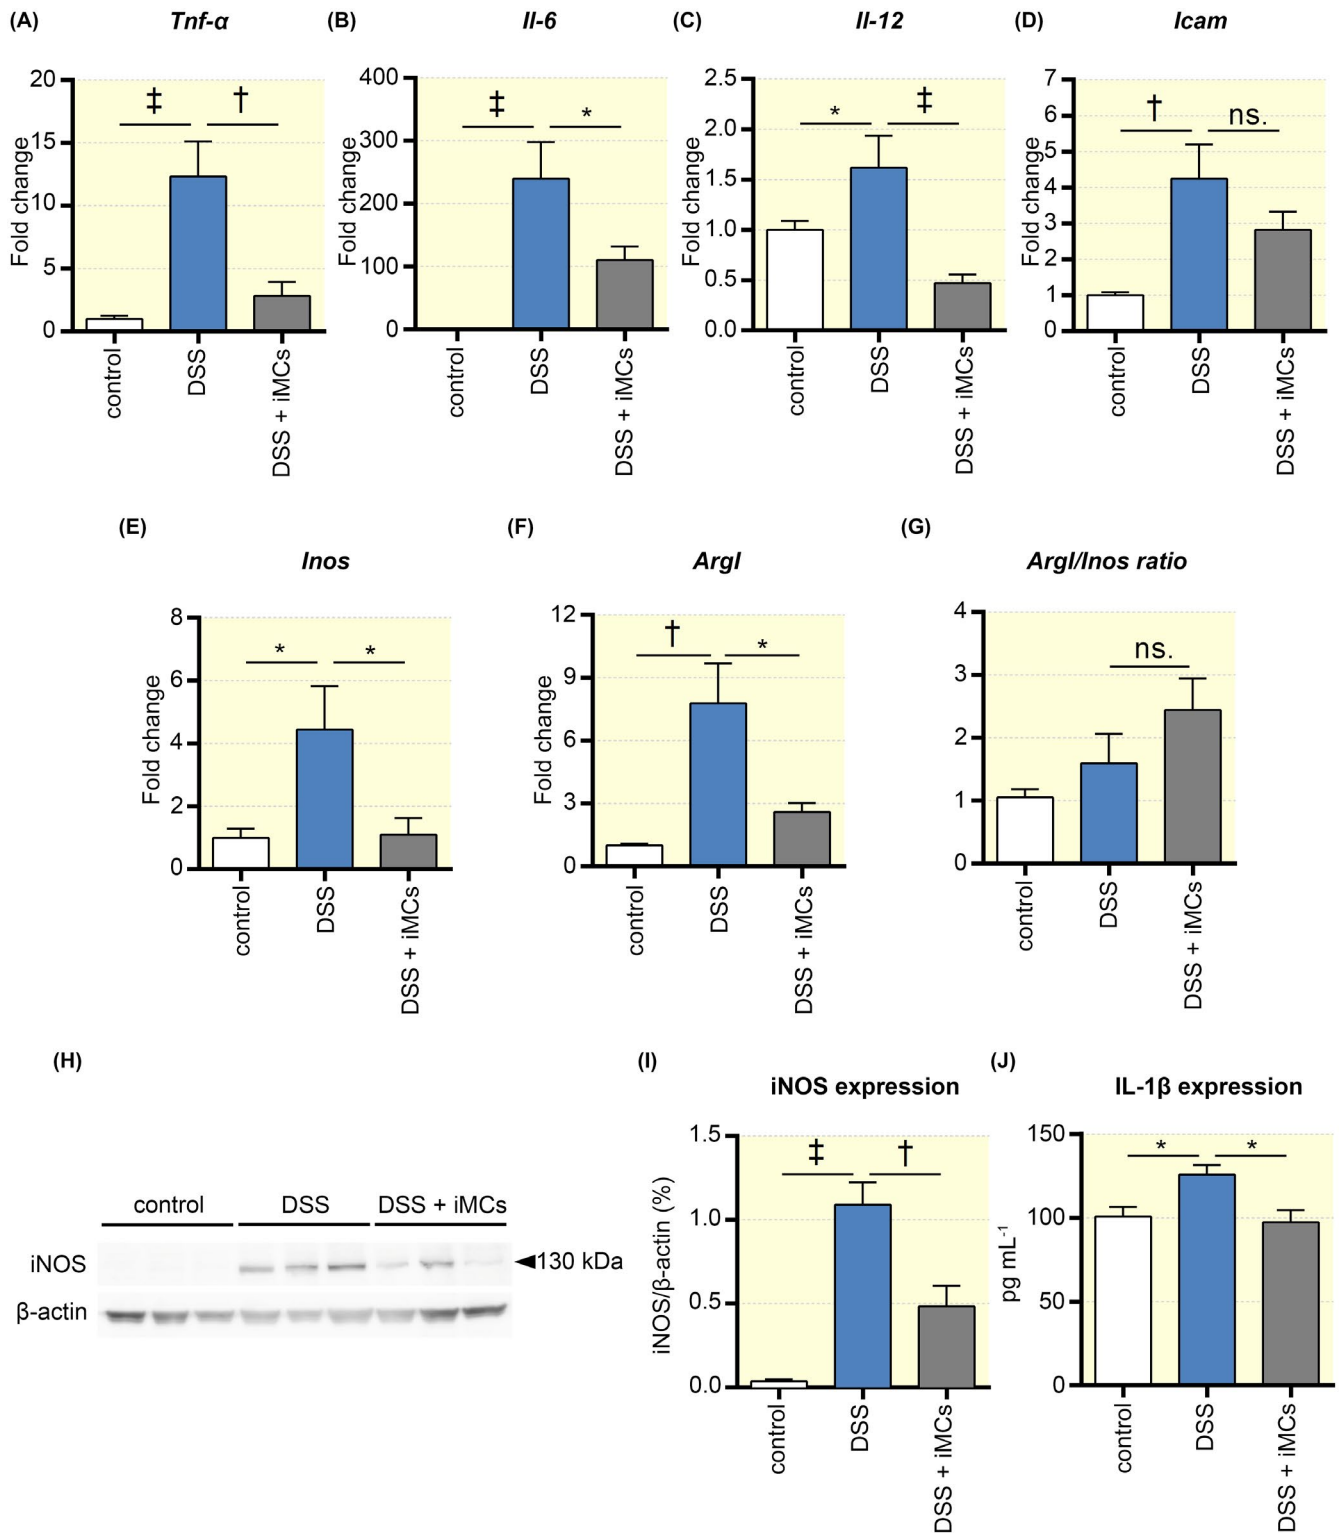 (A) Tnf-α (B) Il-6 (C) Il-12 (D) Icam
20
15
10
5
0
Fold change
‡ †
control
DSS
DSS + iMCs
400
300
200
100
0
Fold change
‡ *
control
DSS
DSS + iMCs
2.5
2.0
1.5
1.0
0.5
0.0
Fold change
* ‡
control
DSS
DSS + iMCs
7
6
5
4
3
2
1
0
Fold change
† ns.
control
DSS
DSS + iMCs
(E) (F) (G)
Inos
8
6
4
2
0
Fold change
* *
control
DSS
DSS + iMCs
ArgI
12
9
6
3
0
Fold change
† *
control
DSS
DSS + iMCs
ArgI/Inos ratio
4
3
2
1
0
ns.
control
DSS
DSS + iMCs
(H)
control DSS DSS + iMCs
iNOS ◄130 kDa
β-actin
(I)
iNOS expression
1.5
1.0
0.5
0.0
iNOS/β-actin (%)
‡ †
control
DSS
DSS + iMCs
(J)
IL-1β expression
150
100
50
0
pg mL⁻¹
* *
control
DSS
DSS + iMCs